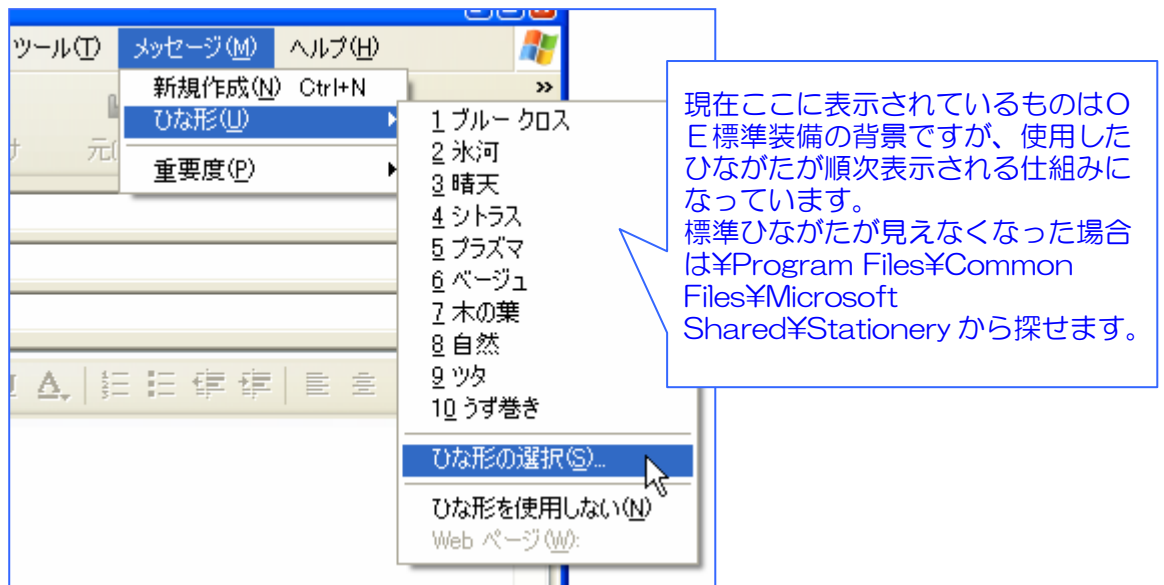 ツール(T) メッセージ(M) ヘルプ(H)
新規作成(N) Ctrl+N
ひな形(U)
重要度(P)
元(
1 ブルー クロス
2 氷河
3 晴天
4 シトラス
5 プラズマ
6 ベージュ
7 木の葉
8 自然
9 ツタ
10 うず巻き
ひな形の選択(S)...
ひな形を使用しない(N)
Web ページ(W):
現在ここに表示されているものはO
E標準装備の背景ですが、使用した
ひながたが順次表示される仕組みに
なっています。
標準ひながたが見えなくなった場合
は¥Program Files¥Common
Files¥Microsoft
Shared¥Stationery から探せます。